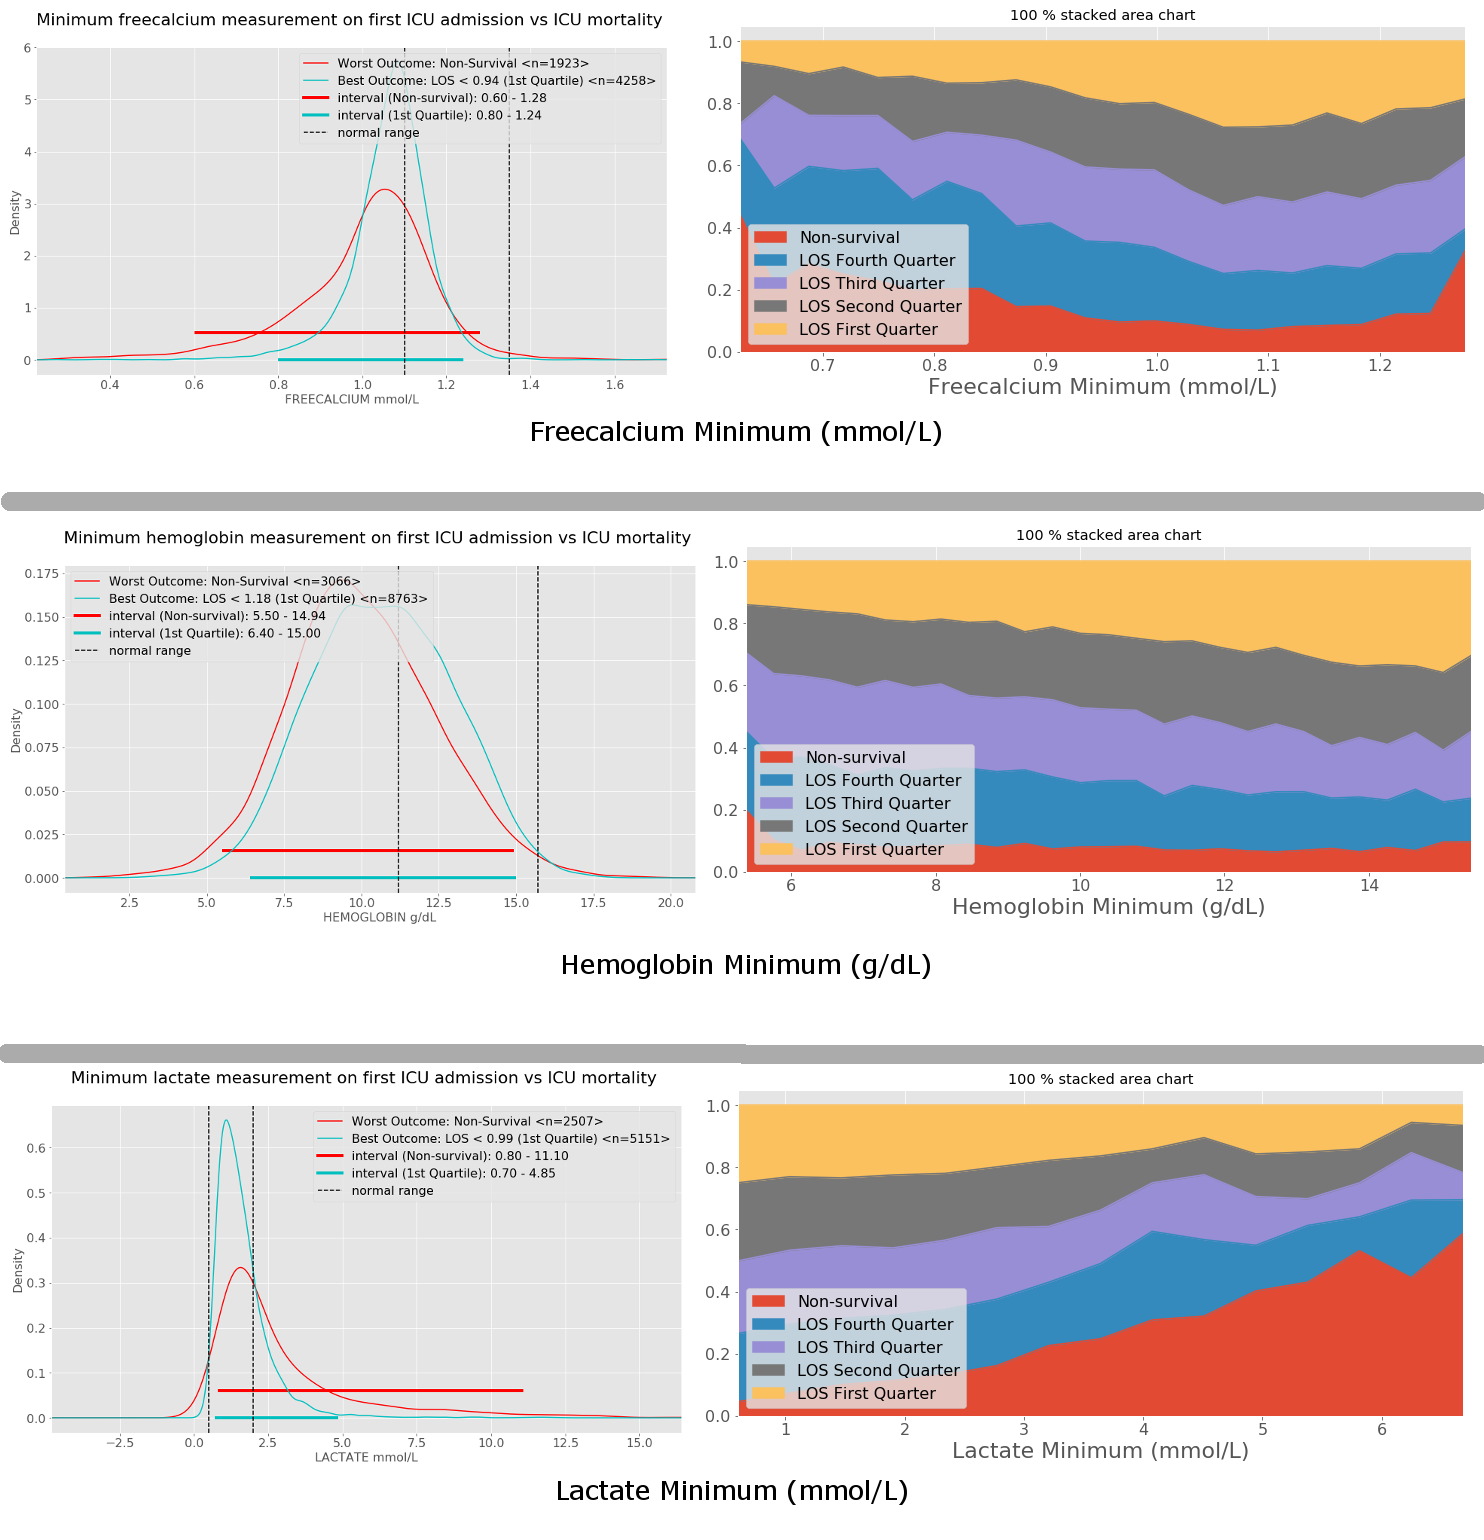 Minimum freecalcium measurement on first ICU admission vs ICU mortality
6
5
4
3
2
1
0
Density
Worst Outcome: Non-Survival <n=1923>
Best Outcome: LOS < 0.94 (1st Quartile) <n=4258>
interval (Non-survival): 0.60 - 1.28
interval (1st Quartile): 0.80 - 1.24
normal range
0.4 0.6 0.8 1.0 1.2 1.4 1.6
FREECALCIUM mmol/L
100 % stacked area chart
1.0
0.8
0.6
0.4
0.2
0.0
Non-survival
LOS Fourth Quarter
LOS Third Quarter
LOS Second Quarter
LOS First Quarter
0.7 0.8 0.9 1.0 1.1 1.2
Freecalcium Minimum (mmol/L)
Freecalcium Minimum (mmol/L)
Minimum hemoglobin measurement on first ICU admission vs ICU mortality
0.175
0.150
0.125
0.100
0.075
0.050
0.025
0.000
Density
Worst Outcome: Non-Survival <n=3066>
Best Outcome: LOS < 1.18 (1st Quartile) <n=8763>
interval (Non-survival): 5.50 - 14.94
interval (1st Quartile): 6.40 - 15.00
normal range
2.5 5.0 7.5 10.0 12.5 15.0 17.5 20.0
HEMOGLOBIN g/dL
100 % stacked area chart
1.0
0.8
0.6
0.4
0.2
0.0
Non-survival
LOS Fourth Quarter
LOS Third Quarter
LOS Second Quarter
LOS First Quarter
6 8 10 12 14
Hemoglobin Minimum (g/dL)
Hemoglobin Minimum (g/dL)
Minimum lactate measurement on first ICU admission vs ICU mortality
0.6
0.5
0.4
0.3
0.2
0.1
0.0
Density
Worst Outcome: Non-Survival <n=2507>
Best Outcome: LOS < 0.99 (1st Quartile) <n=5151>
interval (Non-survival): 0.80 - 11.10
interval (1st Quartile): 0.70 - 4.85
normal range
−2.5 0.0 2.5 5.0 7.5 10.0 12.5 15.0
LACTATE mmol/L
100 % stacked area chart
1.0
0.8
0.6
0.4
0.2
0.0
Non-survival
LOS Fourth Quarter
LOS Third Quarter
LOS Second Quarter
LOS First Quarter
1 2 3 4 5 6
Lactate Minimum (mmol/L)
Lactate Minimum (mmol/L)